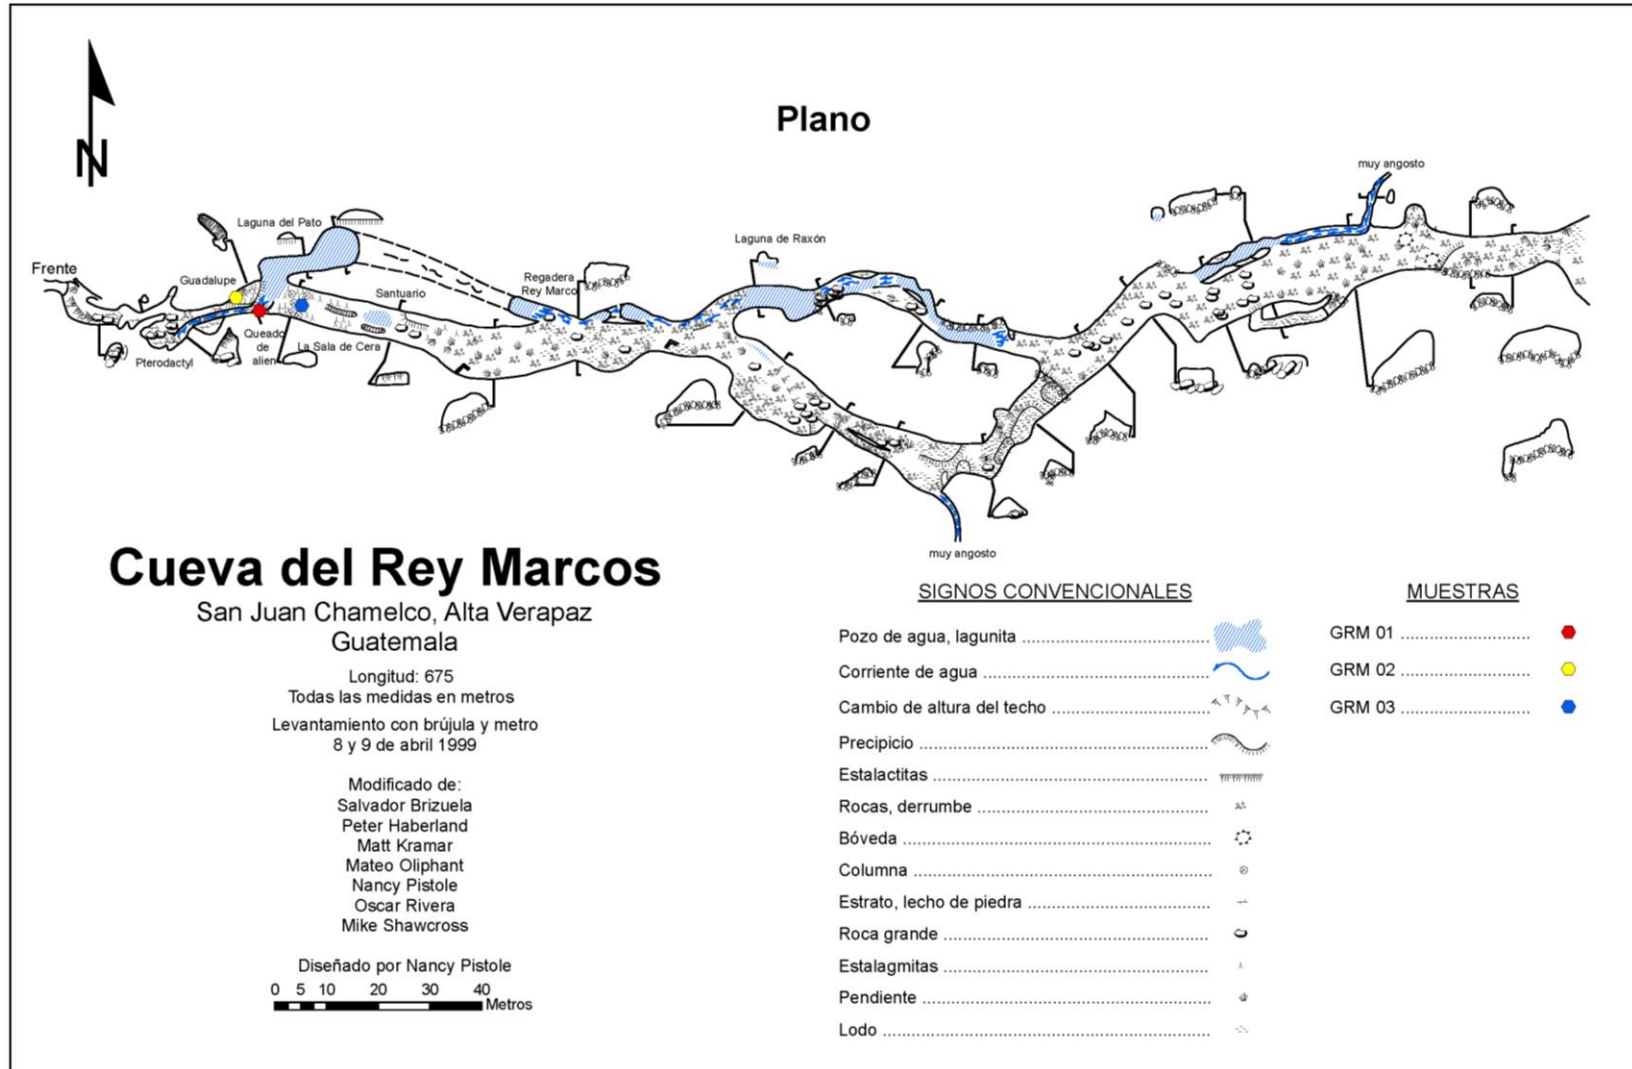 Plano
N
muy angosto
Laguna del Pato
Laguna de Raxón
Frente
Guadalupe
Regadera
Rey Marco
Santuario
Queado
de
alien
La Sala de Cera
Pterodactyl
muy angosto
Cueva del Rey Marcos
San Juan Chamelco, Alta Verapaz
Guatemala
Longitud: 675
Todas las medidas en metros
Levantamiento con brújula y metro
8 y 9 de abril 1999
Modificado de:
Salvador Brizuela
Peter Haberland
Matt Kramar
Mateo Oliphant
Nancy Pistole
Oscar Rivera
Mike Shawcross
Diseñado por Nancy Pistole
0 5 10 20 30 40
Metros
SIGNOS CONVENCIONALES
Pozo de agua, lagunita
Corriente de agua
Cambio de altura del techo
Precipicio
Estalactitas
Rocas, derrumbe
Bóveda
Columna
Estrato, lecho de piedra
Roca grande
Estalagmitas
Pendiente
Lodo
MUESTRAS
GRM 01
GRM 02
GRM 03